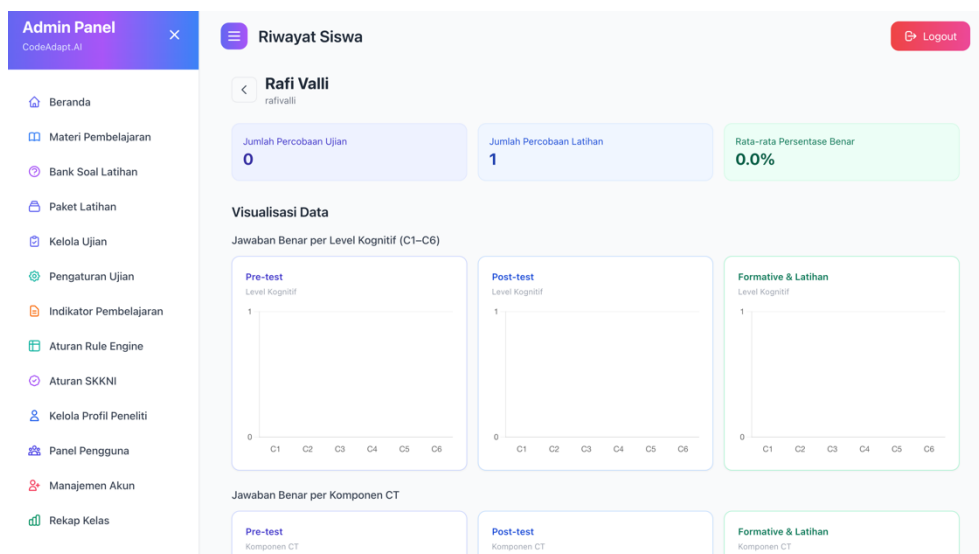 Admin Panel
CodeAdapt.AI
Beranda
Materi Pembelajaran
Bank Soal Latihan
Paket Latihan
Kelola Ujian
Pengaturan Ujian
Indikator Pembelajaran
Aturan Rule Engine
Aturan SKKNI
Kelola Profil Peneliti
Panel Pengguna
Manajemen Akun
Rekap Kelas
Riwayat Siswa
Logout
Rafi Valli
rafivalli
Jumlah Percobaan Ujian
0
Jumlah Percobaan Latihan
1
Rata-rata Persentase Benar
0.0%
Visualisasi Data
Jawaban Benar per Level Kognitif (C1–C6)
Pre-test
Level Kognitif
1
0
C1 C2 C3 C4 C5 C6
Post-test
Level Kognitif
1
0
C1 C2 C3 C4 C5 C6
Formative & Latihan
Level Kognitif
1
0
C1 C2 C3 C4 C5 C6
Jawaban Benar per Komponen CT
Pre-test
Komponen CT
Post-test
Komponen CT
Formative & Latihan
Komponen CT